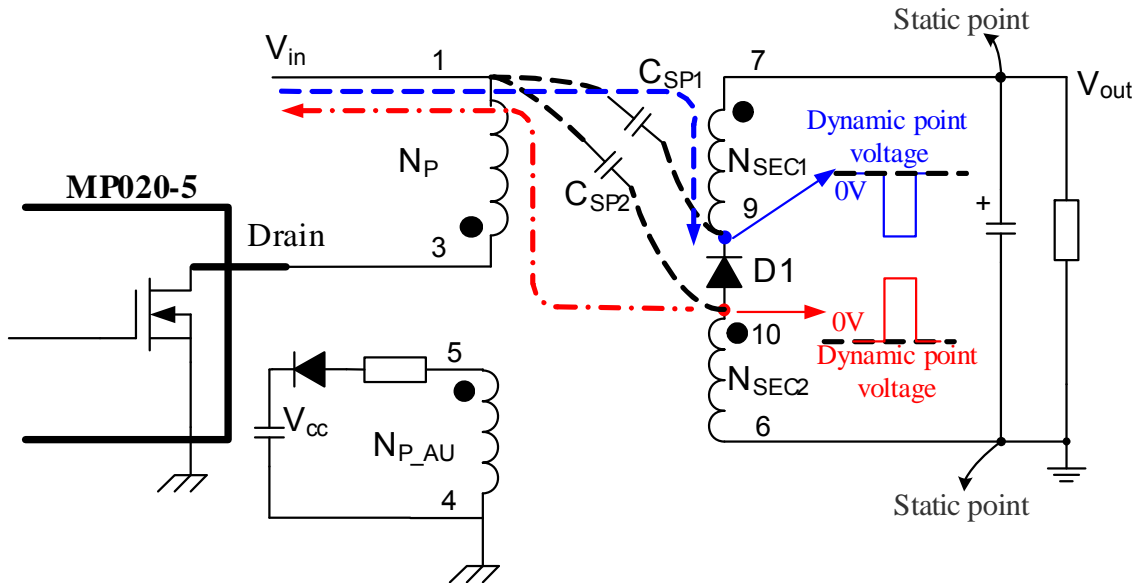 Static point
Vin
1
CSP1
7
Vout
Dynamic point
voltage
NP
NSEC1
0V
MP020-5
CSP2
9
+
Drain
3
D1
0V
10
Dynamic point
voltage
5
NSEC2
Vcc
NP_AU
6
4
Static point